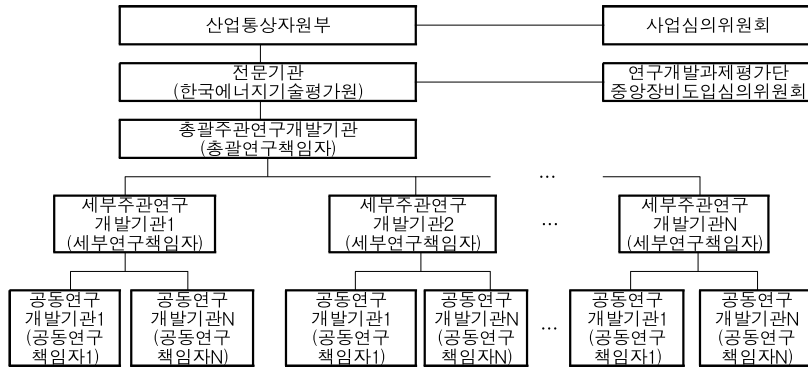 산업통상자원부
사업심의위원회
전문기관
(한국에너지기술평가원)
연구개발과제평가단
중앙장비도입심의위원회
총괄주관연구개발기관
(총괄연구책임자)
...
세부주관연구
개발기관1
(세부연구책임자)
세부주관연구
개발기관2
(세부연구책임자)
...
세부주관연구
개발기관N
(세부연구책임자)
공동연구
개발기관1
(공동연구
책임자1)
공동연구
개발기관N
(공동연구
책임자N)
공동연구
개발기관1
(공동연구
책임자1)
공동연구
개발기관N
(공동연구
책임자N)
...
공동연구
개발기관1
(공동연구
책임자1)
공동연구
개발기관N
(공동연구
책임자N)